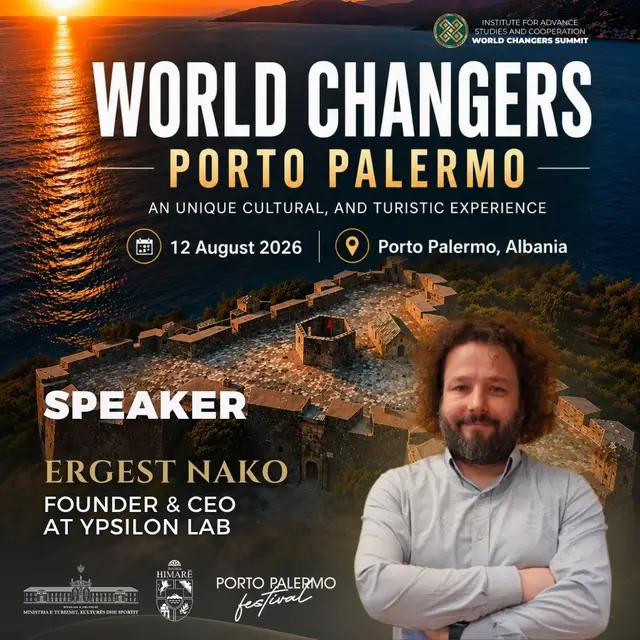 INSTITUTE FOR ADVANCE
STUDIES AND COOPERATION
WORLD CHANGERS SUMMIT
WORLD CHANGERS
PORTO PALERMO
AN UNIQUE CULTURAL, AND TURISTIC EXPERIENCE
12 August 2026
Porto Palermo, Albania
SPEAKER
ERGEST NAKO
FOUNDER & CEO
AT YPSILON LAB
MINISTRIA E TURIZMIT, KULTURËS DHE SPORTIT
HIMARË
PORTO PALERMO
festival